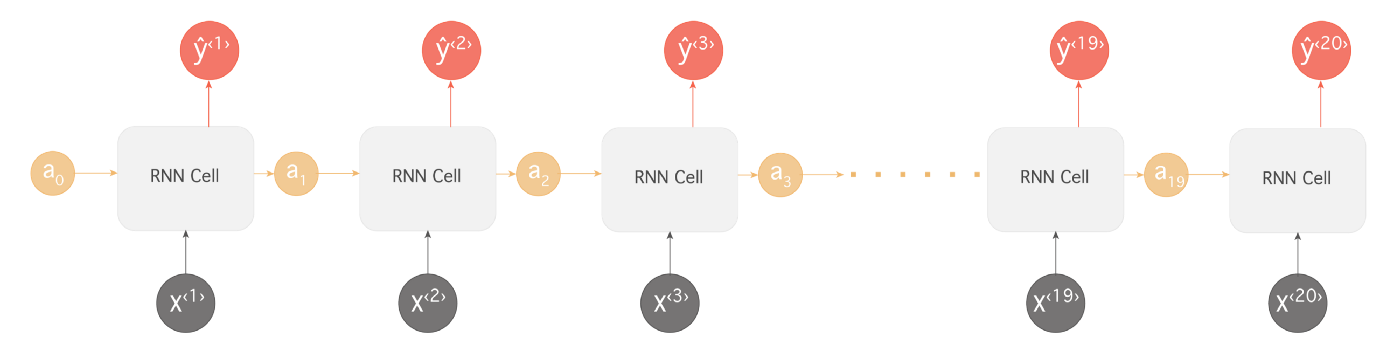 ŷ‹1› ŷ‹2› ŷ‹3› ŷ‹19› ŷ‹20›
a₀ RNN Cell a₁ RNN Cell a₂ RNN Cell a₃ RNN Cell a₁₉ RNN Cell
x‹1› x‹2› x‹3› x‹19› x‹20›